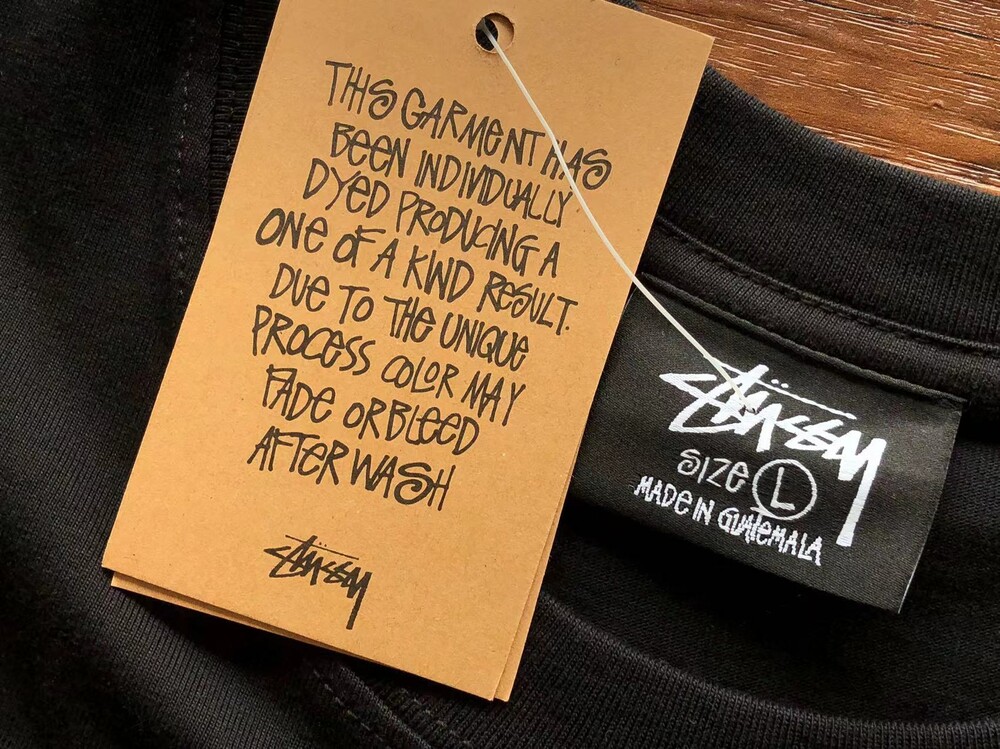 THIS GARMENT HAS
BEEN INDIVIDUALLY
DYED PRODUCING A
ONE OF A KIND RESULT.
DUE TO THE UNIQUE
PROCESS COLOR MAY
FADE OR BLEED
AFTER WASH
STÜSSY
STÜSSY
SIZE L
MADE IN GUATEMALA